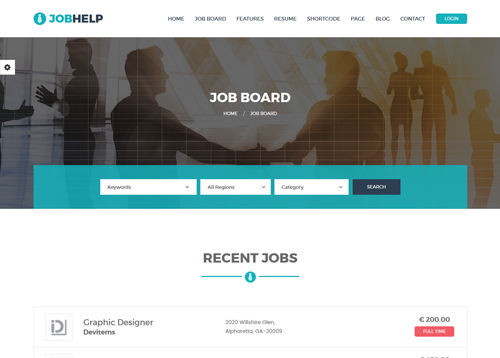 JOBHELP
HOME JOB BOARD FEATURES RESUME SHORTCODE PAGE BLOG CONTACT LOGIN
JOB BOARD
HOME / JOB BOARD
Keywords All Regions Category SEARCH
RECENT JOBS
Graphic Designer
Devitems
2020 Willshire Glen,
Alpharetta, GA-30009
€ 200.00
FULL TIME